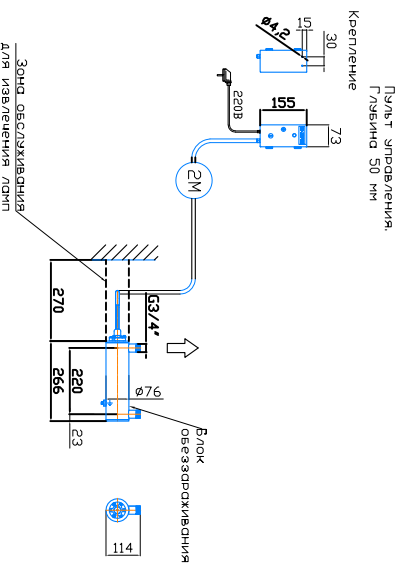 Пульт управления.
Глубина 50 мм
Крепление
ø4,2
15
30
155
73
220В
2М
Зона обслуживания
для извлечения ламп
270
266
220
23
G3/4"
ø76
Блок
обеззараживания
114